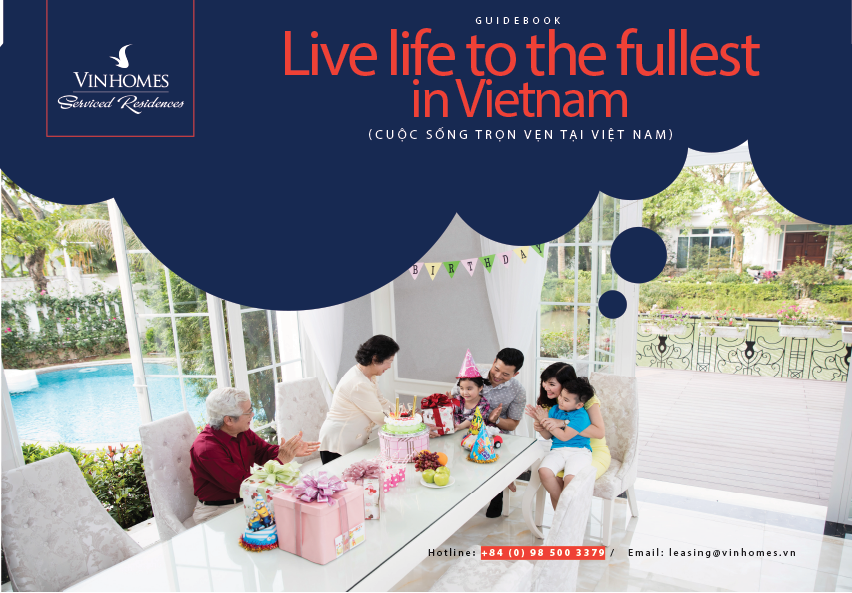 GUIDEBOOK
Live life to the fullest
in Vietnam
(CUỘC SỐNG TRỌN VẸN TẠI VIỆT NAM)
VINHOMES
Serviced Residences
BIRTHDAY
Hotline: +84 (0) 98 500 3379 / Email: leasing@vinhomes.vn